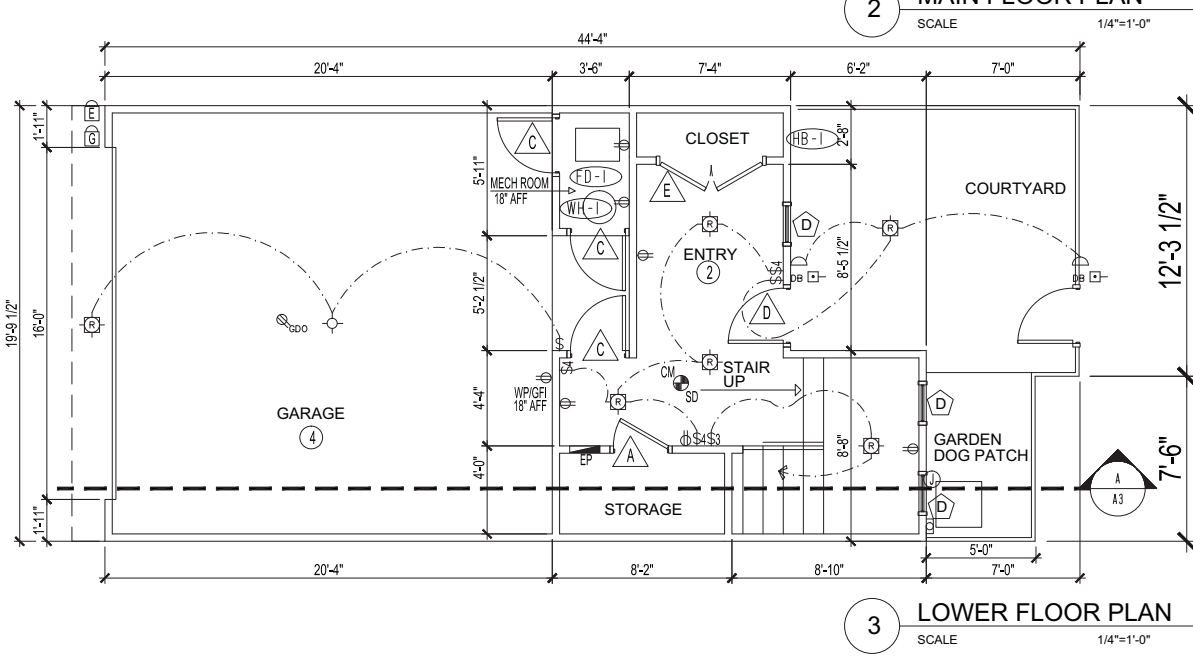 2
MAIN FLOOR PLAN
SCALE 1/4"=1'-0"
44'-4"
20'-4" 3'-6" 7'-4" 6'-2" 7'-0"
E
G
1'-11"
16'-0"
19'-9 1/2"
1'-11"
5'-11"
5'-2 1/2"
4'-4"
4'-0"
C
MECH ROOM
18" AFF
FD-1
WH-1
CLOSET
HB-1
2'-8"
E
A
COURTYARD
R
ENTRY
2
D
R
SS4
8'-5 1/2"
DB
DB
12'-3 1/2"
C
D
R
GDO
S
S4
C
R
STAIR
UP
CM
SD
WP/GFI
18" AFF
R
GARAGE
4
S4S3
EP
A
8'-8"
R
D
GARDEN
DOG PATCH
7'-6"
A
A3
J
D
STORAGE
5'-0"
20'-4" 8'-2" 8'-10" 7'-0"
3
LOWER FLOOR PLAN
SCALE 1/4"=1'-0"